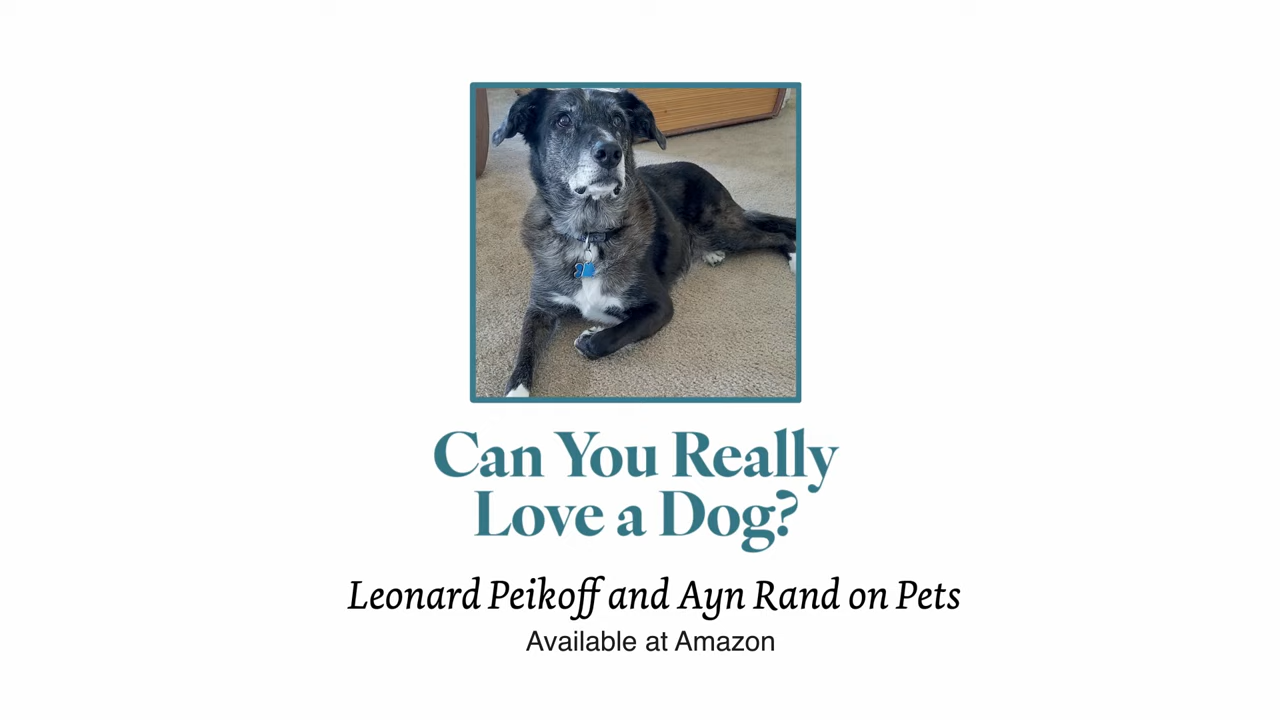 Can You Really
Love a Dog?
Leonard Peikoff and Ayn Rand on Pets
Available at Amazon